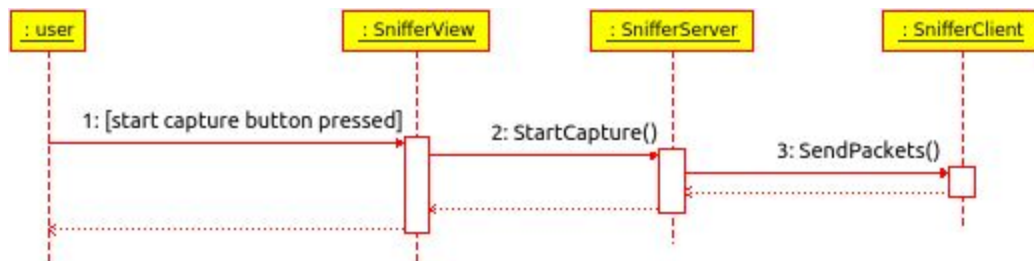 : user
: SnifferView
: SnifferServer
: SnifferClient
1: [start capture button pressed]
2: StartCapture()
3: SendPackets()